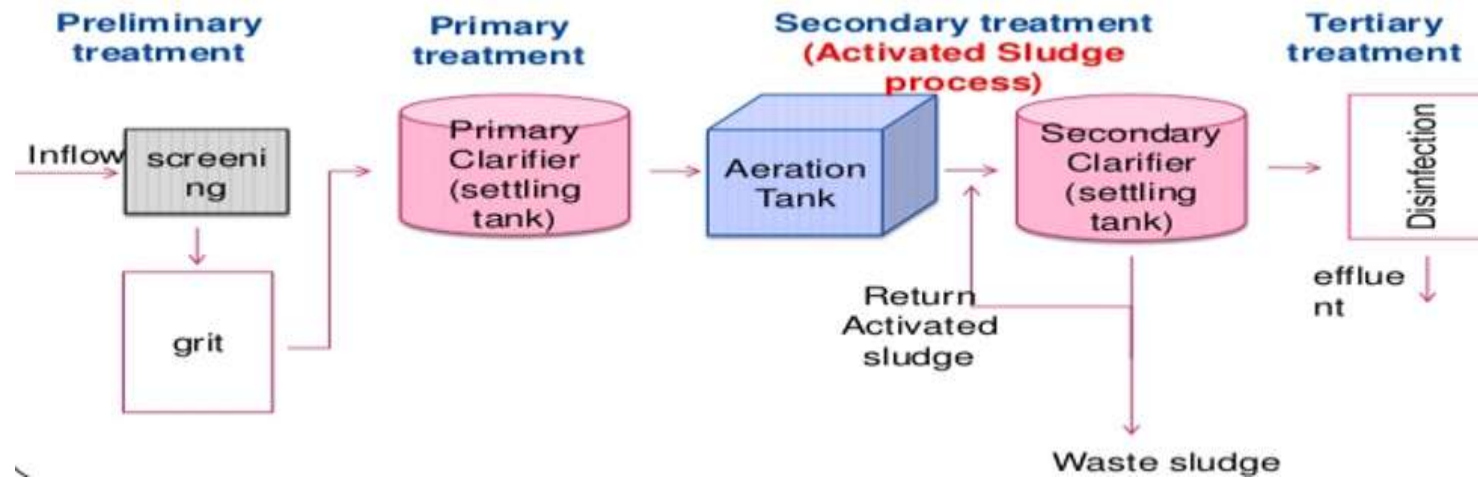 Preliminary
treatment
Primary
treatment
Secondary treatment
(Activated Sludge
process)
Tertiary
treatment
Inflow
screeni
ng
grit
Primary
Clarifier
(settling
tank)
Aeration
Tank
Secondary
Clarifier
(settling
tank)
Disinfection
Return
Activated
sludge
efflue
nt
Waste sludge